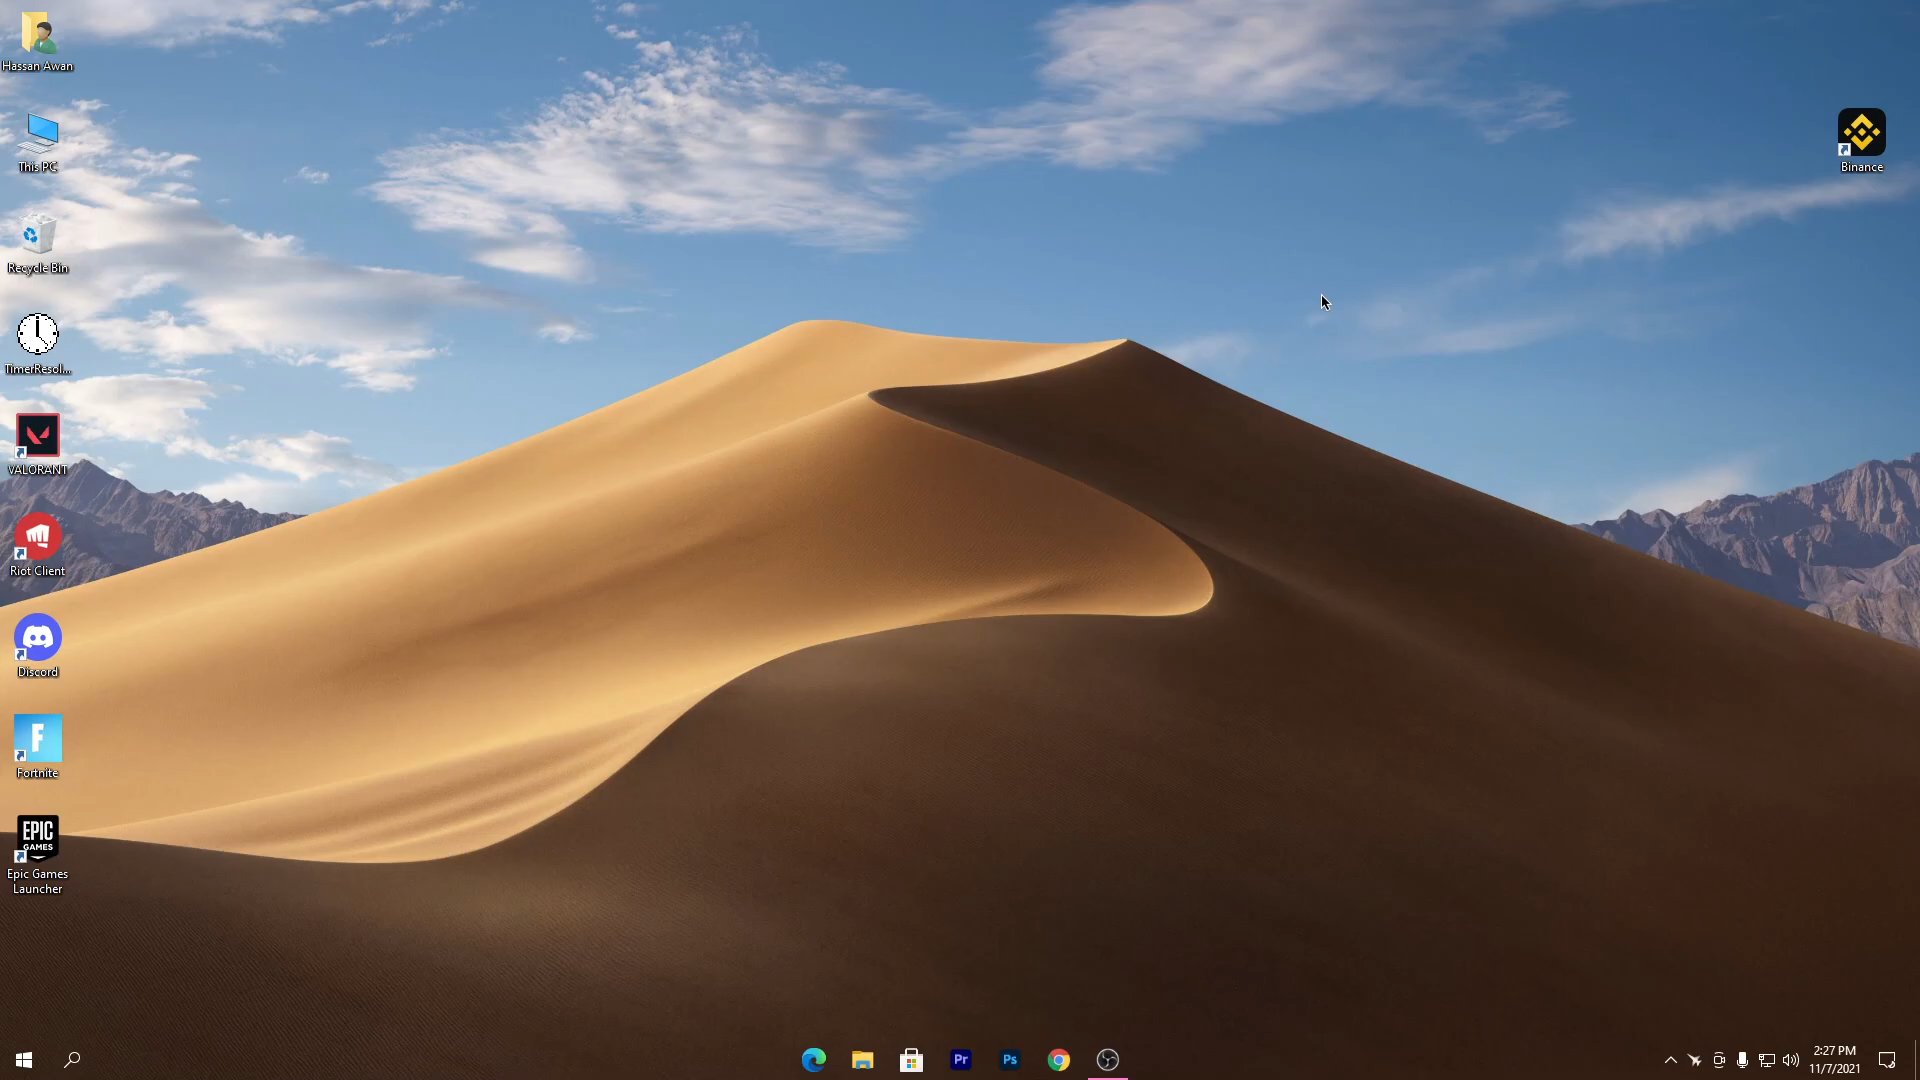 Hassan Awan
This PC
Recycle Bin
TimerResol...
VALORANT
Riot Client
Discord
F
Fortnite
EPIC
GAMES
Epic Games
Launcher
Binance
Pr
Ps
2:27 PM
11/7/2021